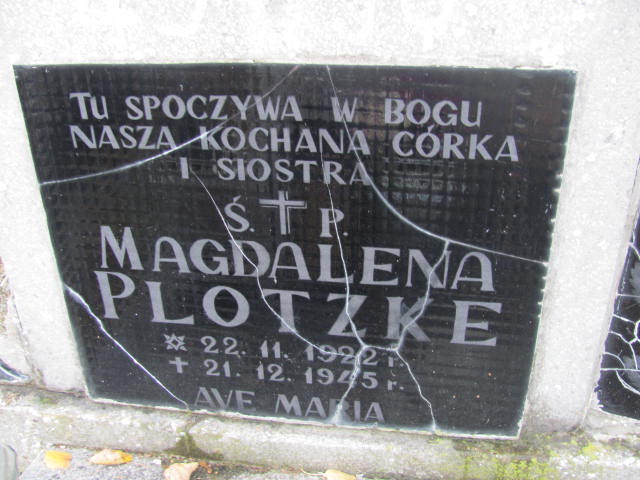 TU SPOCZYWA W BOGU
NASZA KOCHANA CÓRKA
I SIOSTRA
Ś. P.
MAGDALENA
PLOTZKE
22. 11. 1922 r.
21. 12. 1945 r.
AVE MARIA